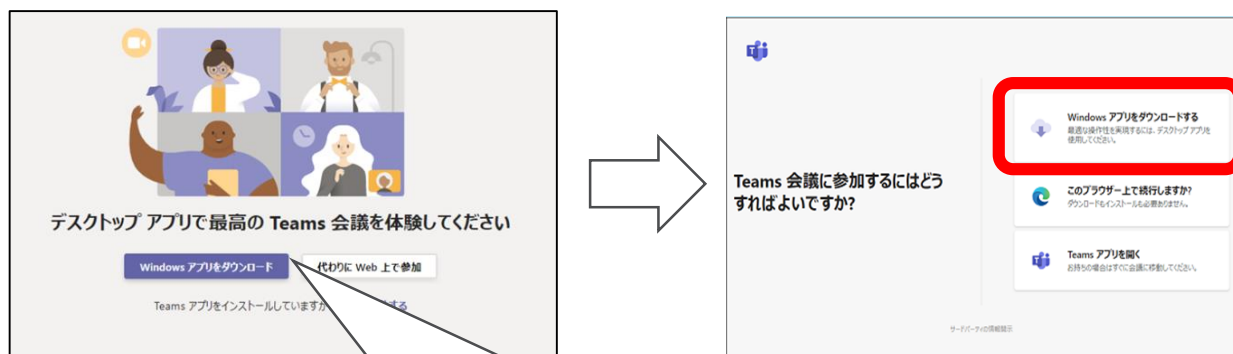 デスクトップ アプリで最高の Teams 会議を体験してください
Windows アプリをダウンロード
代わりに Web 上で参加
Teams アプリをインストールしています
する
Teams 会議に参加するにはどう
すればよいですか?
Windows アプリをダウンロードする
最適な操作性を実現するには、デスクトップ アプリを
使用してください。
このブラウザー上で続行しますか?
ダウンロードもインストールも必要ありません。
Teams アプリを開く
お持ちの場合はすぐに会議に移動してください。
サードパーティの情報開示